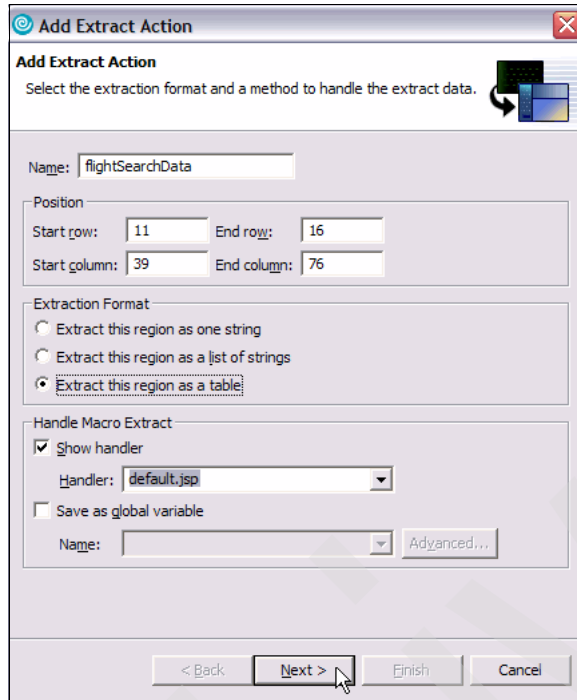 Add Extract Action
Add Extract Action
Select the extraction format and a method to handle the extract data.
Name: flightSearchData
Position
Start row: 11 End row: 16
Start column: 39 End column: 76
Extraction Format
Extract this region as one string
Extract this region as a list of strings
Extract this region as a table
Handle Macro Extract
Show handler
Handler: default.jsp
Save as global variable
Name: Advanced...
< Back Next > Finish Cancel